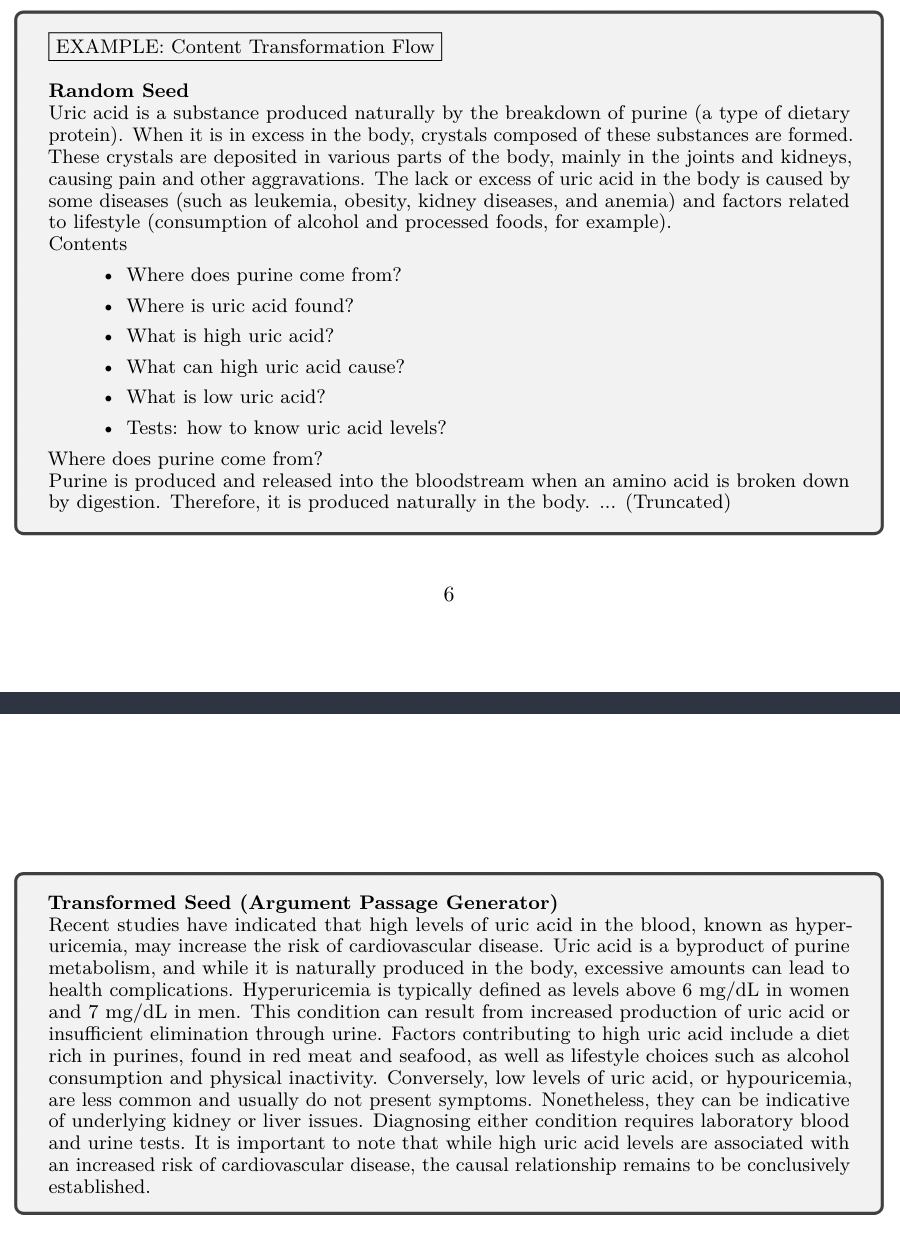 EXAMPLE: Content Transformation Flow
Random Seed
Uric acid is a substance produced naturally by the breakdown of purine (a type of dietary
protein). When it is in excess in the body, crystals composed of these substances are formed.
These crystals are deposited in various parts of the body, mainly in the joints and kidneys,
causing pain and other aggravations. The lack or excess of uric acid in the body is caused by
some diseases (such as leukemia, obesity, kidney diseases, and anemia) and factors related
to lifestyle (consumption of alcohol and processed foods, for example).
Contents
• Where does purine come from?
• Where is uric acid found?
• What is high uric acid?
• What can high uric acid cause?
• What is low uric acid?
• Tests: how to know uric acid levels?
Where does purine come from?
Purine is produced and released into the bloodstream when an amino acid is broken down
by digestion. Therefore, it is produced naturally in the body. ... (Truncated)
6
Transformed Seed (Argument Passage Generator)
Recent studies have indicated that high levels of uric acid in the blood, known as hyper-
uricemia, may increase the risk of cardiovascular disease. Uric acid is a byproduct of purine
metabolism, and while it is naturally produced in the body, excessive amounts can lead to
health complications. Hyperuricemia is typically defined as levels above 6 mg/dL in women
and 7 mg/dL in men. This condition can result from increased production of uric acid or
insufficient elimination through urine. Factors contributing to high uric acid include a diet
rich in purines, found in red meat and seafood, as well as lifestyle choices such as alcohol
consumption and physical inactivity. Conversely, low levels of uric acid, or hypouricemia,
are less common and usually do not present symptoms. Nonetheless, they can be indicative
of underlying kidney or liver issues. Diagnosing either condition requires laboratory blood
and urine tests. It is important to note that while high uric acid levels are associated with
an increased risk of cardiovascular disease, the causal relationship remains to be conclusively
established.